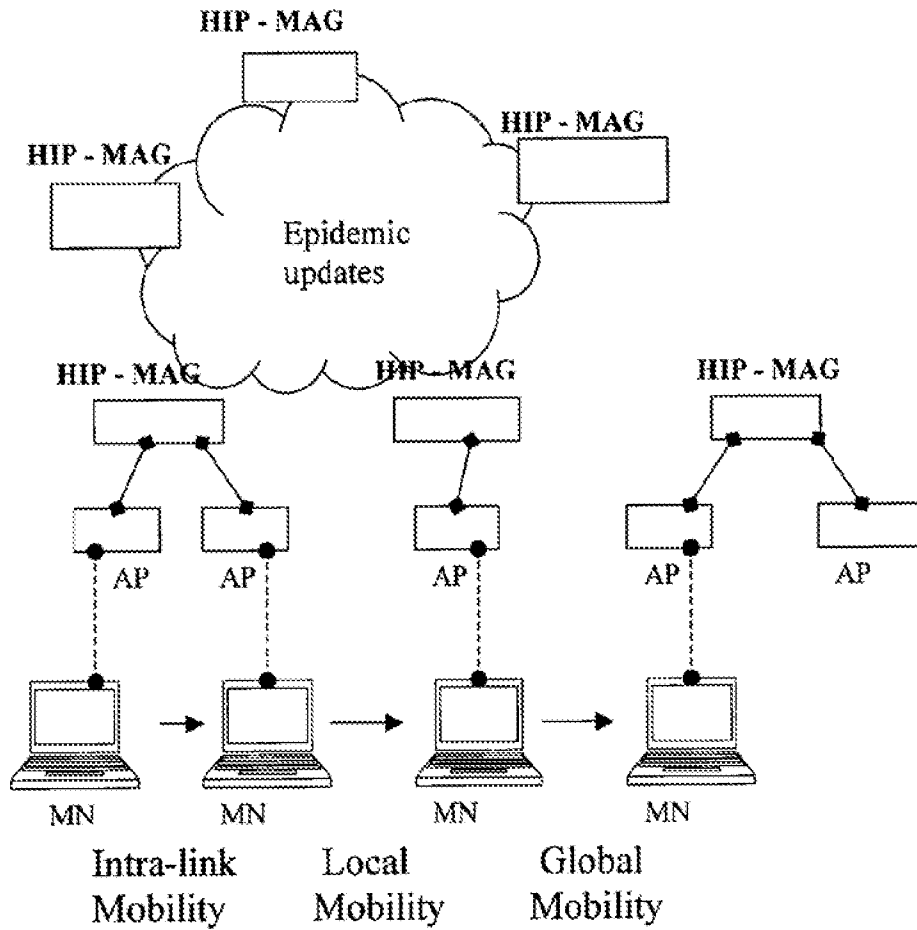 HIP - MAG
HIP - MAG
HIP - MAG
Epidemic
updates
HIP - MAG
HIP - MAG
HIP - MAG
AP
AP
AP
AP
AP
MN
MN
MN
MN
Intra-link
Mobility
Local
Mobility
Global
Mobility